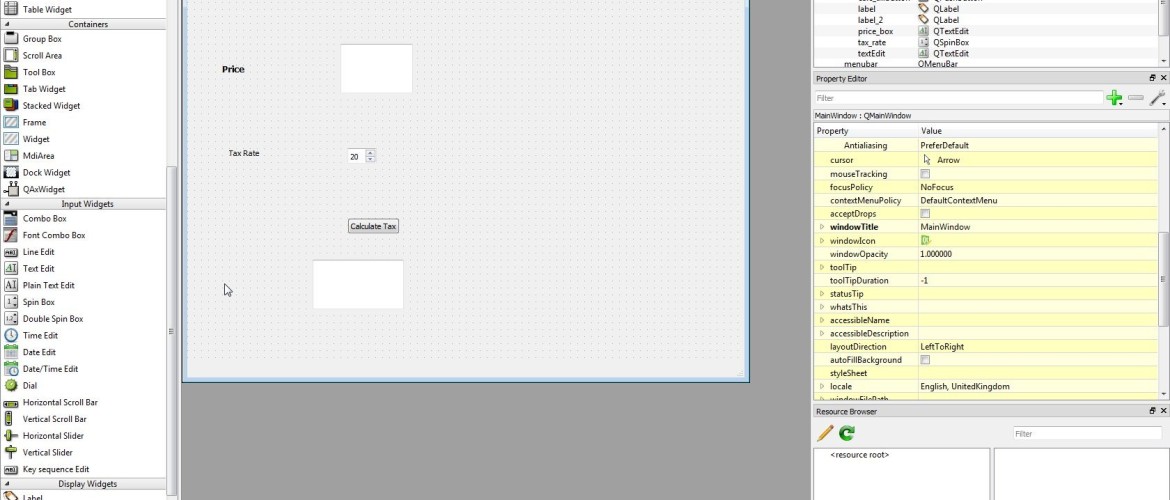 Table Widget
Containers
Group Box
Scroll Area
Tool Box
Tab Widget
Stacked Widget
Frame
Widget
MdiArea
Dock Widget
QAxWidget
Input Widgets
Combo Box
Font Combo Box
Line Edit
Text Edit
Plain Text Edit
Spin Box
Double Spin Box
Time Edit
Date Edit
Date/Time Edit
Dial
Horizontal Scroll Bar
Vertical Scroll Bar
Horizontal Slider
Vertical Slider
Key sequence Edit
Display Widgets
Label
Price
Tax Rate
20
Calculate Tax
label QLabel
label_2 QLabel
price_box QTextEdit
tax_rate QSpinBox
textEdit QTextEdit
menubar QMenuBar
Property Editor
Filter
MainWindow : QMainWindow
Property Value
Antialiasing PreferDefault
cursor Arrow
mouseTracking
focusPolicy NoFocus
contextMenuPolicy DefaultContextMenu
acceptDrops
windowTitle MainWindow
windowIcon
windowOpacity 1.000000
toolTip
toolTipDuration -1
statusTip
whatsThis
accessibleName
accessibleDescription
layoutDirection LeftToRight
autoFillBackground
styleSheet
locale English, UnitedKingdom
windowFilePath
Resource Browser
Filter
<resource root>